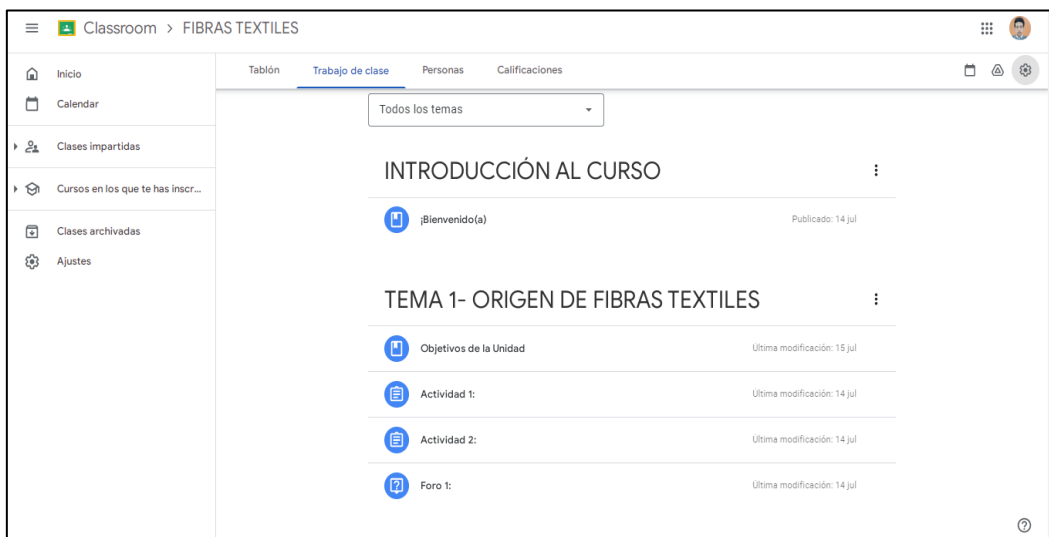 Classroom > FIBRAS TEXTILES
Inicio
Calendar
Clases impartidas
Cursos en los que te has inscr...
Clases archivadas
Ajustes
Tablón Trabajo de clase Personas Calificaciones
Todos los temas
INTRODUCCIÓN AL CURSO
¡Bienvenido(a) Publicado: 14 jul
TEMA 1- ORIGEN DE FIBRAS TEXTILES
Objetivos de la Unidad Última modificación: 15 jul
Actividad 1: Última modificación: 14 jul
Actividad 2: Última modificación: 14 jul
Foro 1: Última modificación: 14 jul